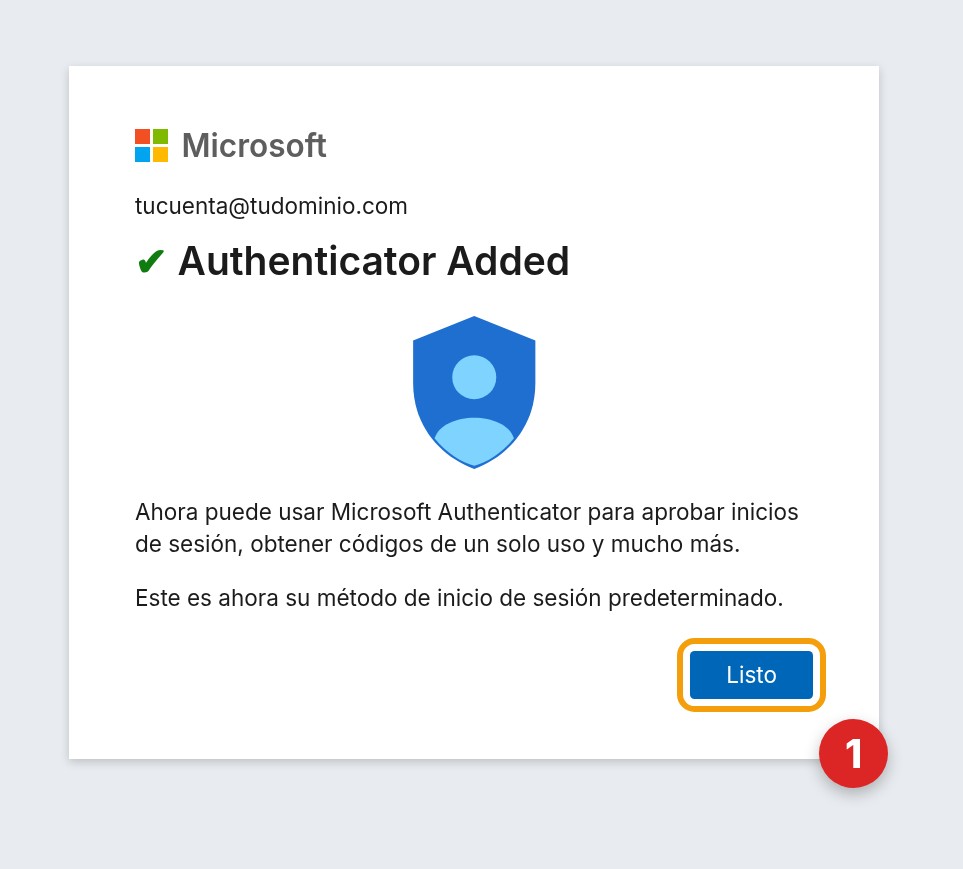 Microsoft
tucuenta@tudominio.com
✔ Authenticator Added
Ahora puede usar Microsoft Authenticator para aprobar inicios
de sesión, obtener códigos de un solo uso y mucho más.
Este es ahora su método de inicio de sesión predeterminado.
Listo
1